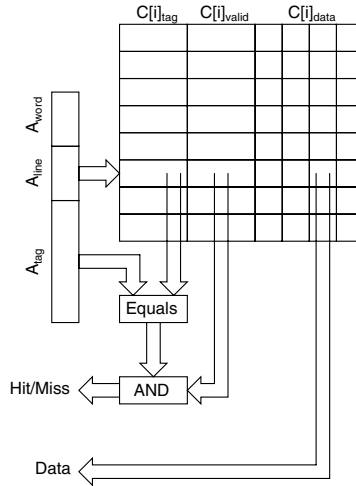 C[i]tag C[i]valid C[i]data
Aword
Aline
Atag
Equals
Hit/Miss
AND
Data